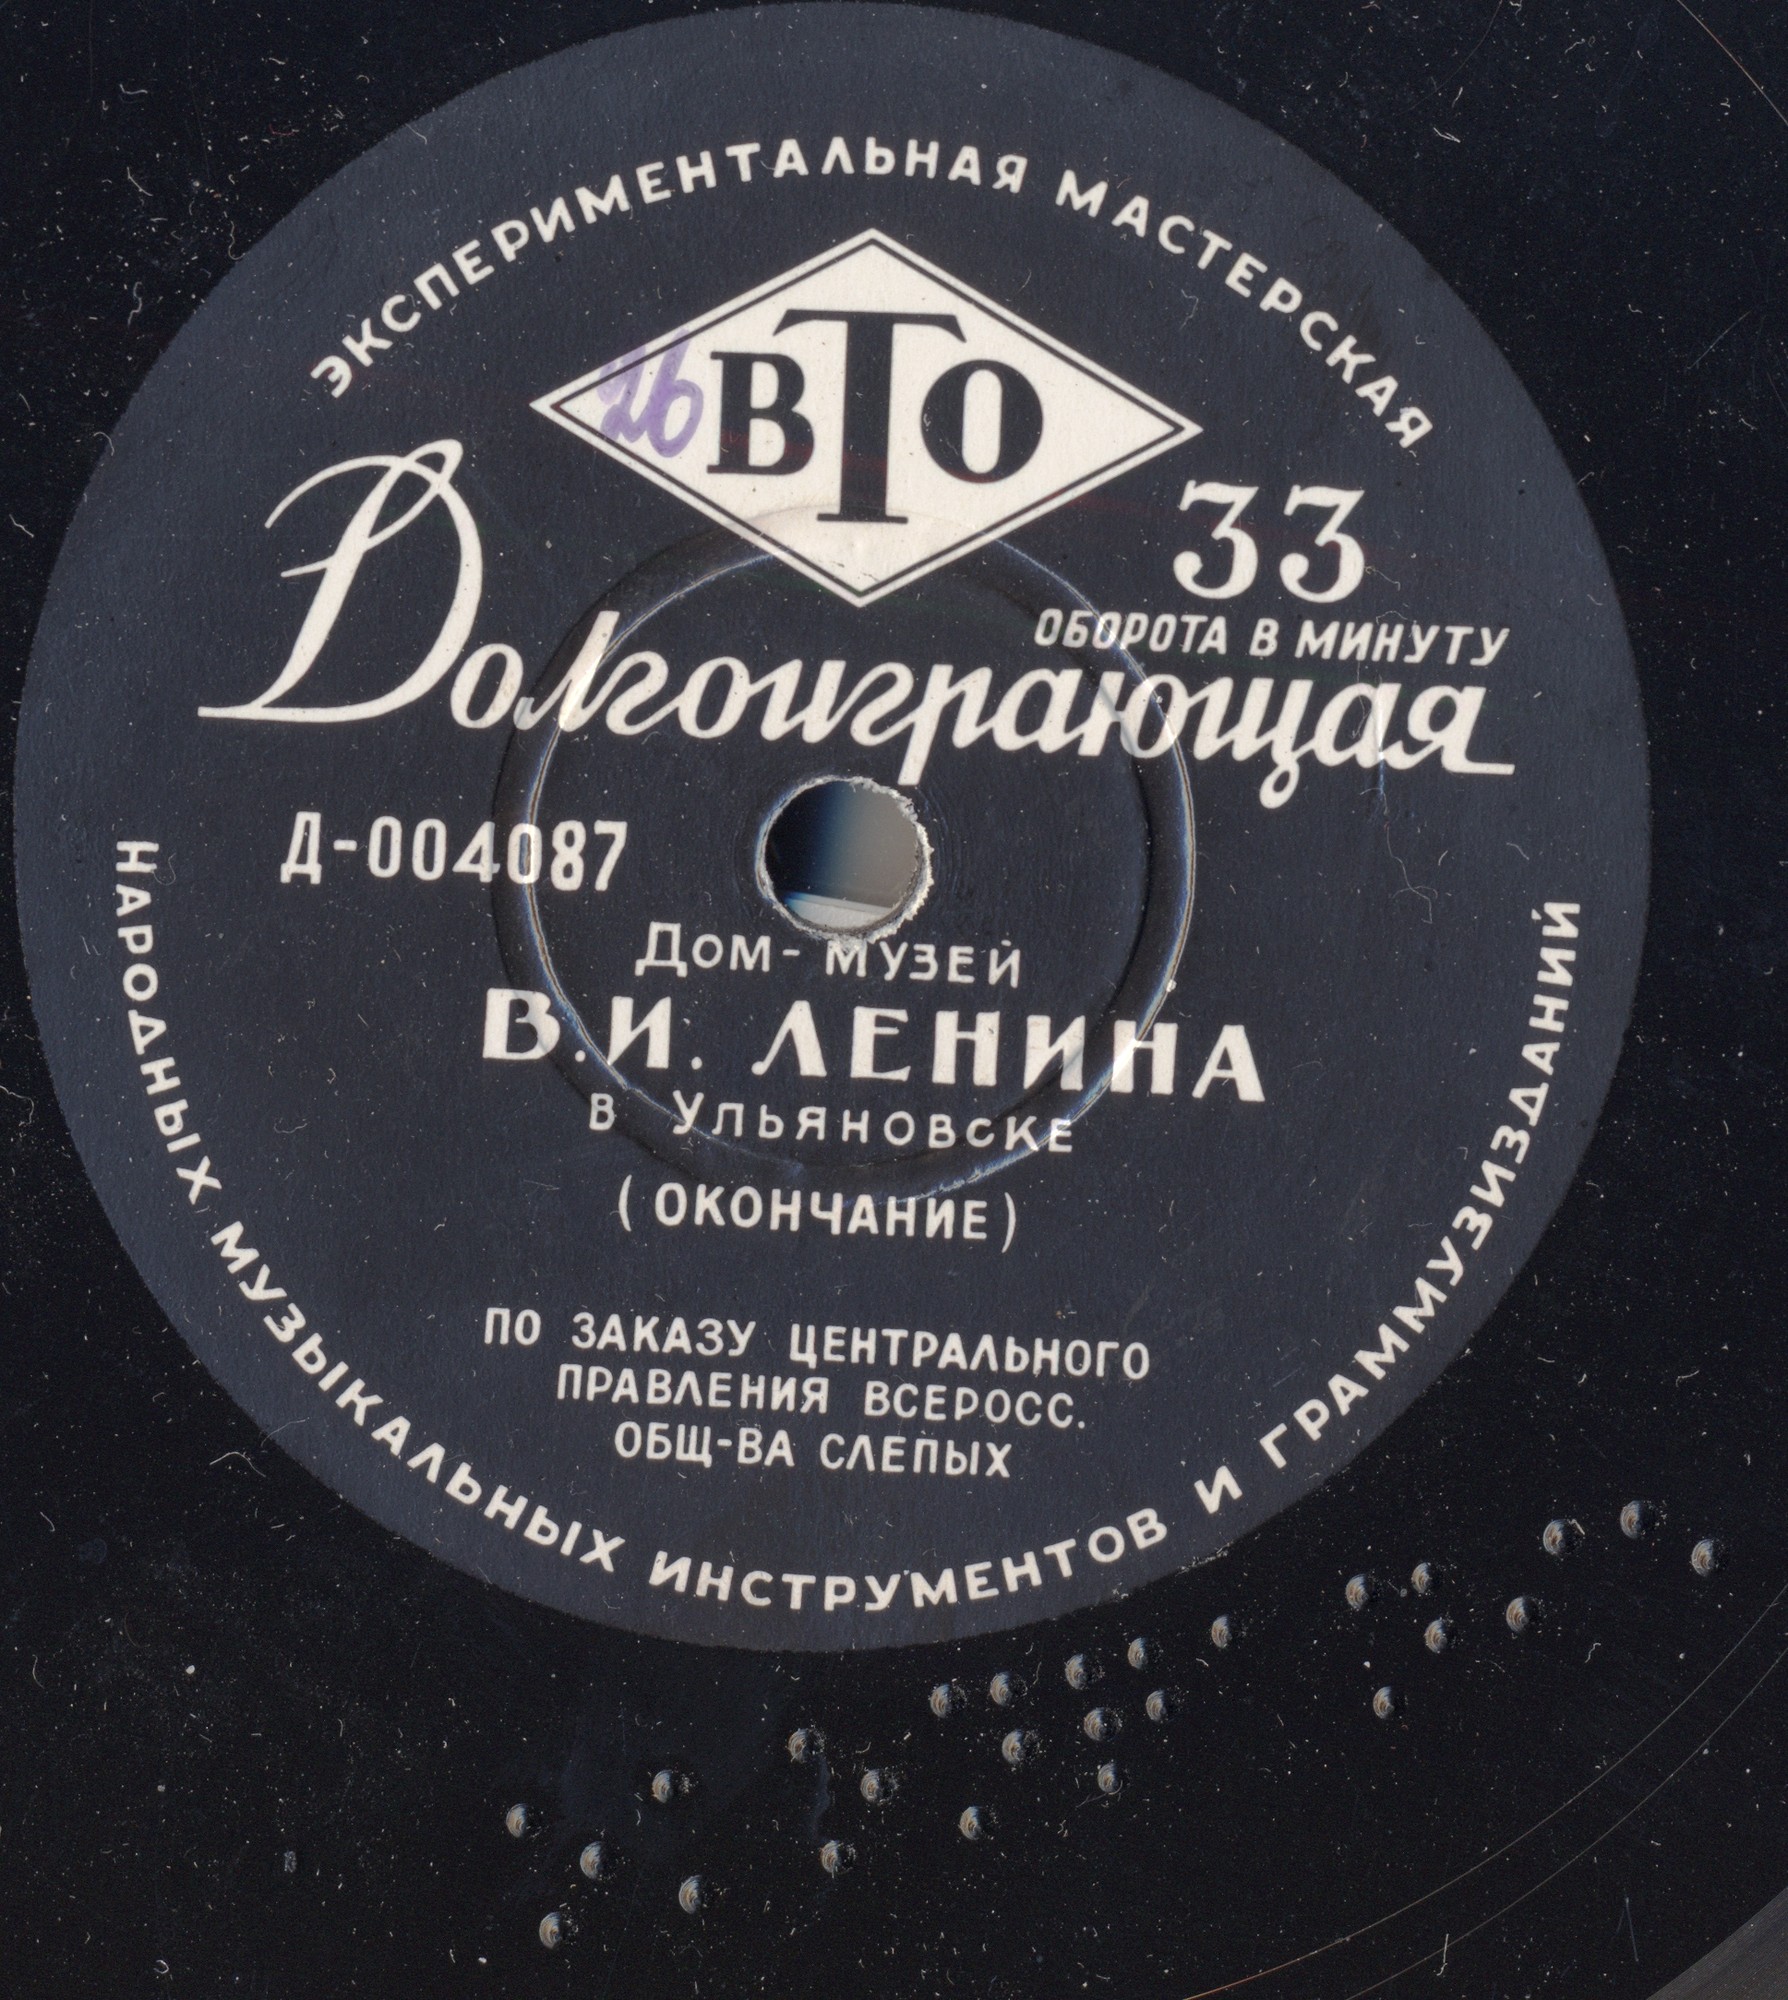 ЭКСПЕРИМЕНТАЛЬНАЯ МАСТЕРСКАЯ
26
ВТО
33
ОБОРОТА В МИНУТУ
Долгоиграющая
Д-004087
Дом-музей
В.И. ЛЕНИНА
в Ульяновске
(ОКОНЧАНИЕ)
ПО ЗАКАЗУ ЦЕНТРАЛЬНОГО
ПРАВЛЕНИЯ ВСЕРОСС.
ОБЩ-ВА СЛЕПЫХ
НАРОДНЫХ МУЗЫКАЛЬНЫХ ИНСТРУМЕНТОВ И ГРАММУЗИЗДАНИЙ